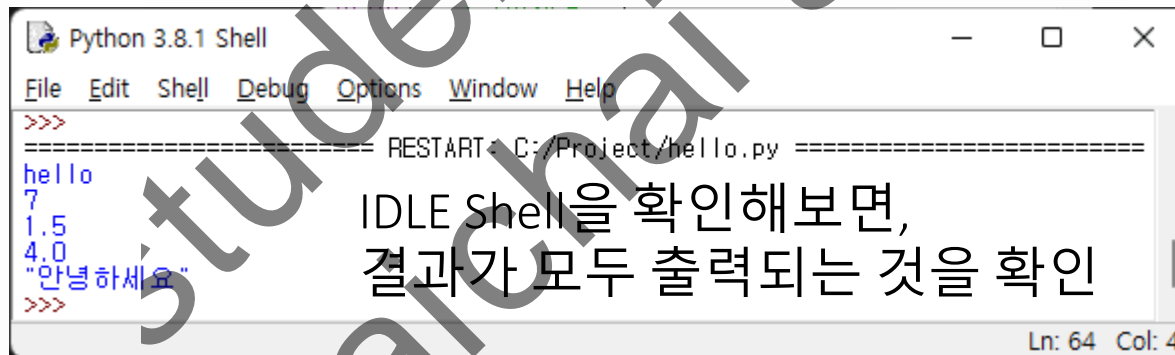 Python 3.8.1 Shell
File Edit Shell Debug Options Window Help
>>>
========================= RESTART: C:/Project/hello.py =========================
hello
7
1.5
4.0
"안녕하세요"
>>>
IDLE Shell을 확인해보면,
결과가 모두 출력되는 것을 확인
Ln: 64 Col: 4